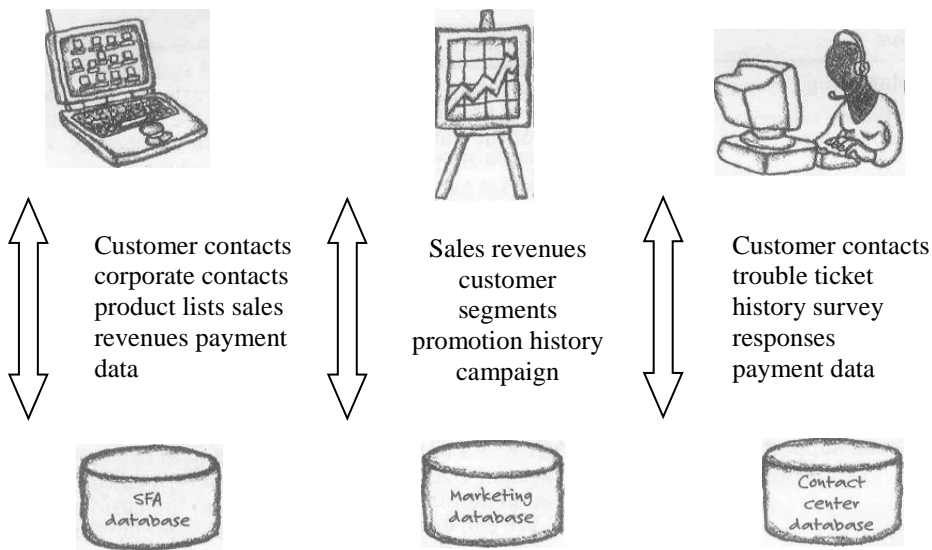 Customer contacts
corporate contacts
product lists sales
revenues payment
data
Sales revenues
customer
segments
promotion history
campaign
Customer contacts
trouble ticket
history survey
responses
payment data
SFA
database
Marketing
database
Contact
center
database